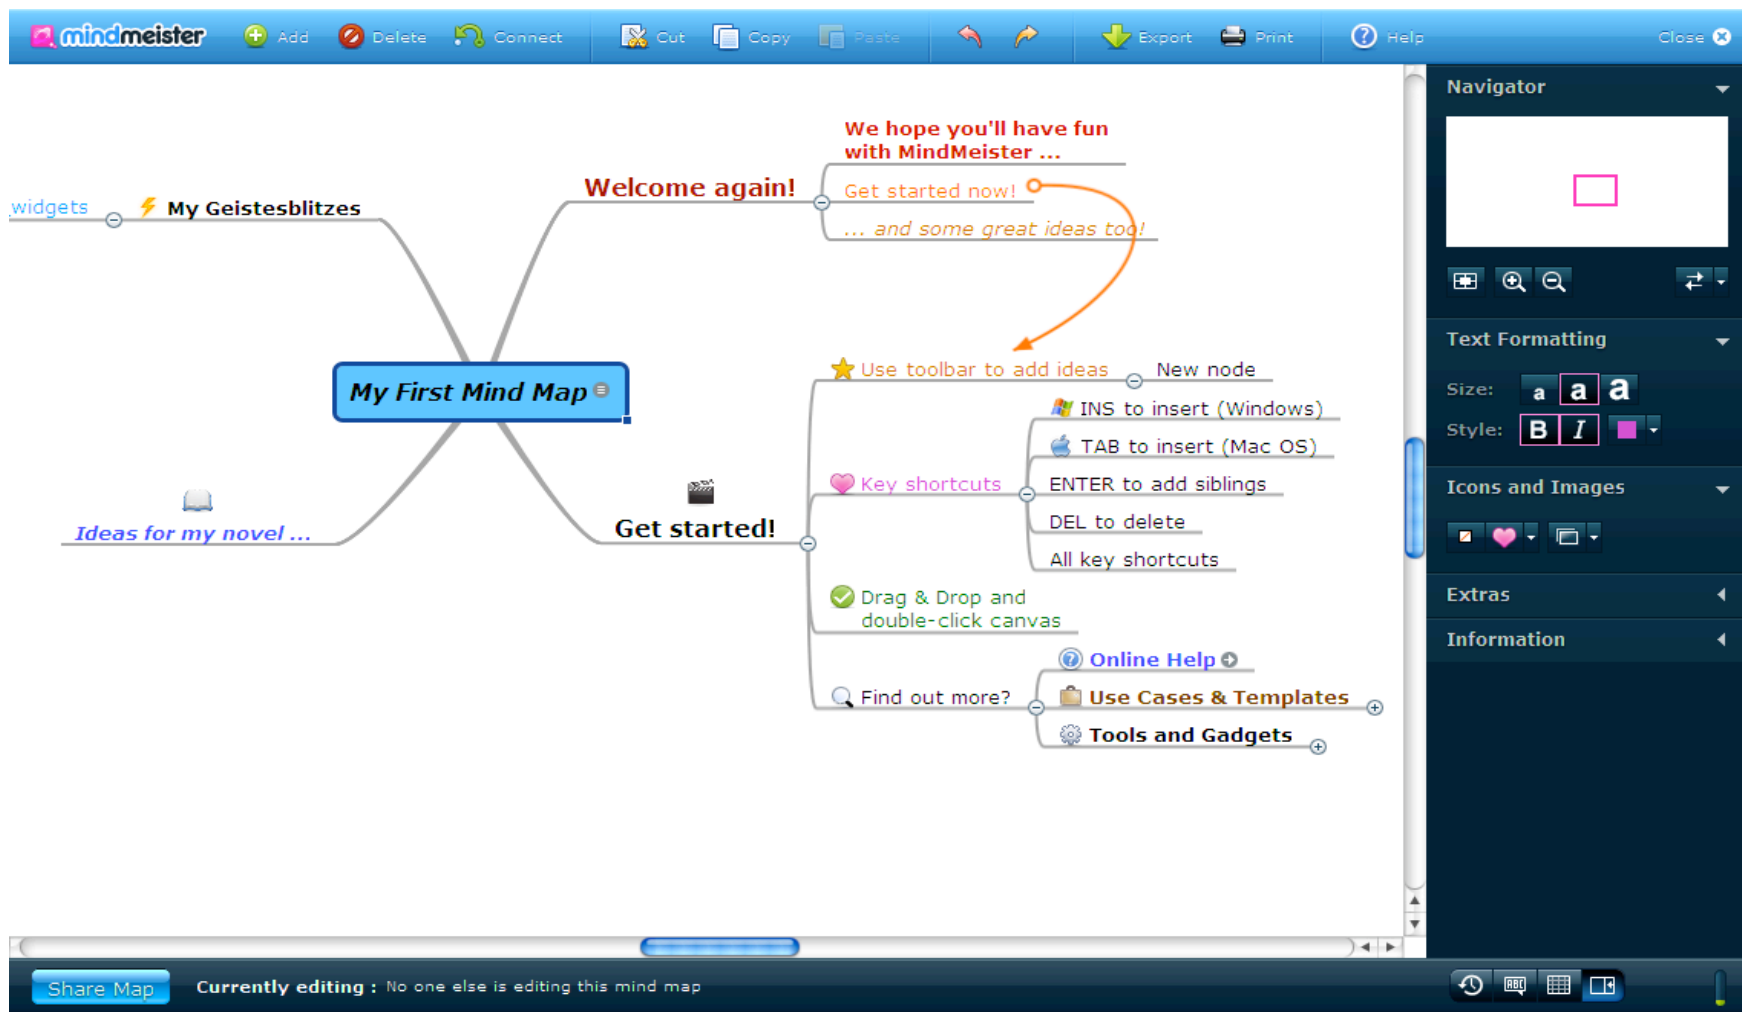 mindmeister
Add
Delete
Connect
Cut
Copy
Paste
Export
Print
Help
Close
We hope you'll have fun
with MindMeister ...
Welcome again!
Get started now!
... and some great ideas too!
widgets
My Geistesblitzes
My First Mind Map
Ideas for my novel ...
Get started!
Use toolbar to add ideas
New node
Key shortcuts
INS to insert (Windows)
TAB to insert (Mac OS)
ENTER to add siblings
DEL to delete
All key shortcuts
Drag & Drop and
double-click canvas
Find out more?
Online Help
Use Cases & Templates
Tools and Gadgets
Navigator
Text Formatting
Size: a a a
Style: B I
Icons and Images
Extras
Information
Share Map
Currently editing : No one else is editing this mind map
ABC